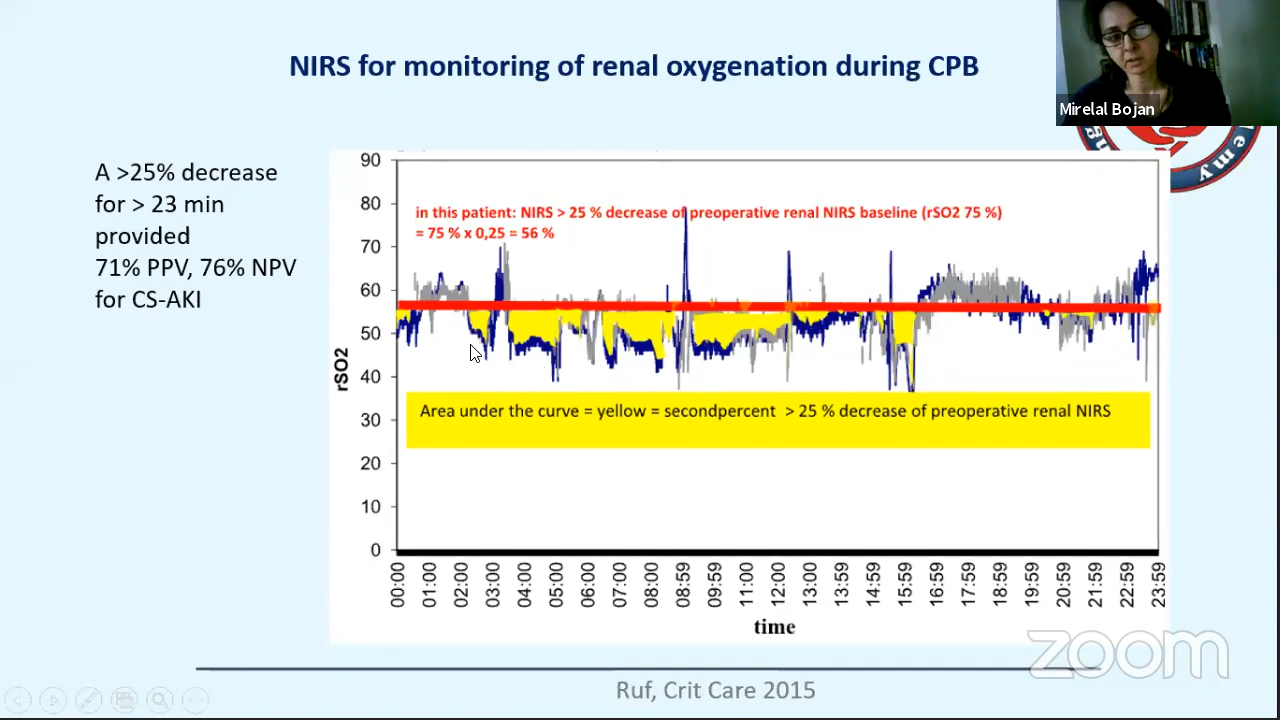 NIRS for monitoring of renal oxygenation during CPB
Mirelal Bojan
emy
A >25% decrease
for > 23 min
provided
71% PPV, 76% NPV
for CS-AKI
in this patient: NIRS > 25 % decrease of preoperative renal NIRS baseline (rSO2 75 %)
= 75 % x 0,25 = 56 %
90
80
70
60
50
40
30
20
10
0
rSO2
Area under the curve = yellow = secondpercent > 25 % decrease of preoperative renal NIRS
00:00
01:00
02:00
03:00
04:00
05:00
06:00
07:00
08:00
08:59
09:59
11:00
12:00
13:00
13:59
14:59
15:59
16:59
17:59
18:59
19:59
20:59
21:59
22:59
23:59
time
zoom
Ruf, Crit Care 2015